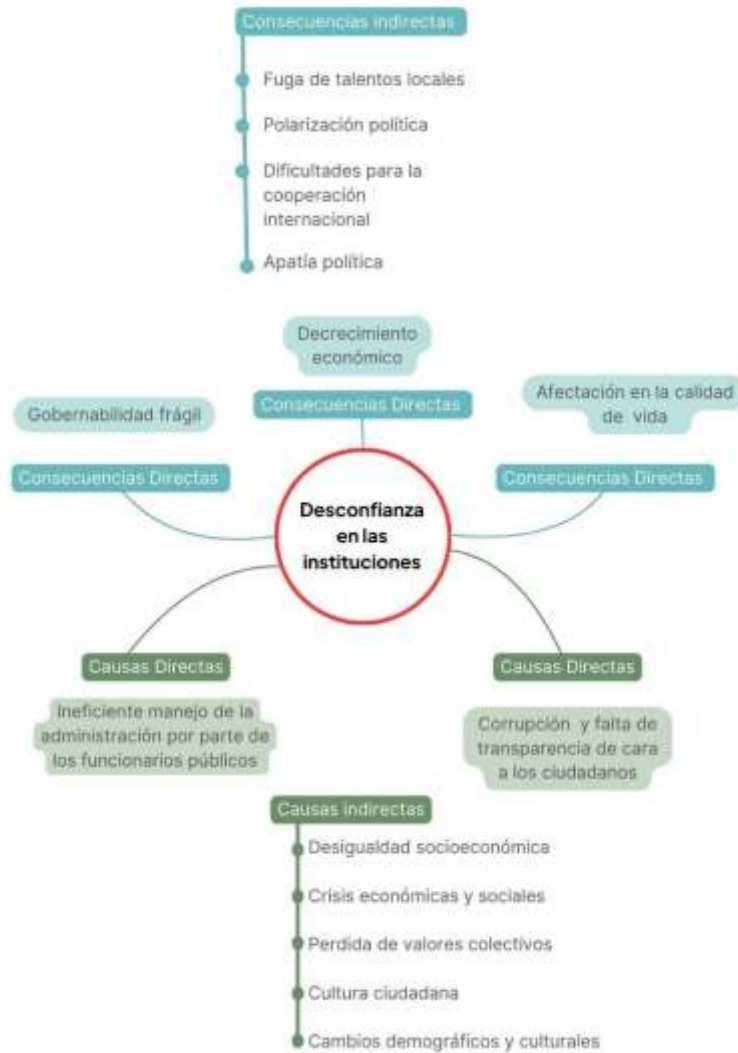 Consecuencias indirectas
Fuga de talentos locales
Polarización política
Dificultades para la
cooperación
internacional
Apatía política
Decrecimiento
económico
Consecuencias Directas
Gobernabilidad frágil
Consecuencias Directas
Afectación en la calidad
de vida
Consecuencias Directas
Desconfianza
en las
instituciones
Causas Directas
Ineficiente manejo de la
administración por parte de
los funcionarios públicos
Causas Directas
Corrupción y falta de
transparencia de cara
a los ciudadanos
Causas indirectas
Desigualdad socioeconómica
Crisis económicas y sociales
Perdida de valores colectivos
Cultura ciudadana
Cambios demográficos y culturales